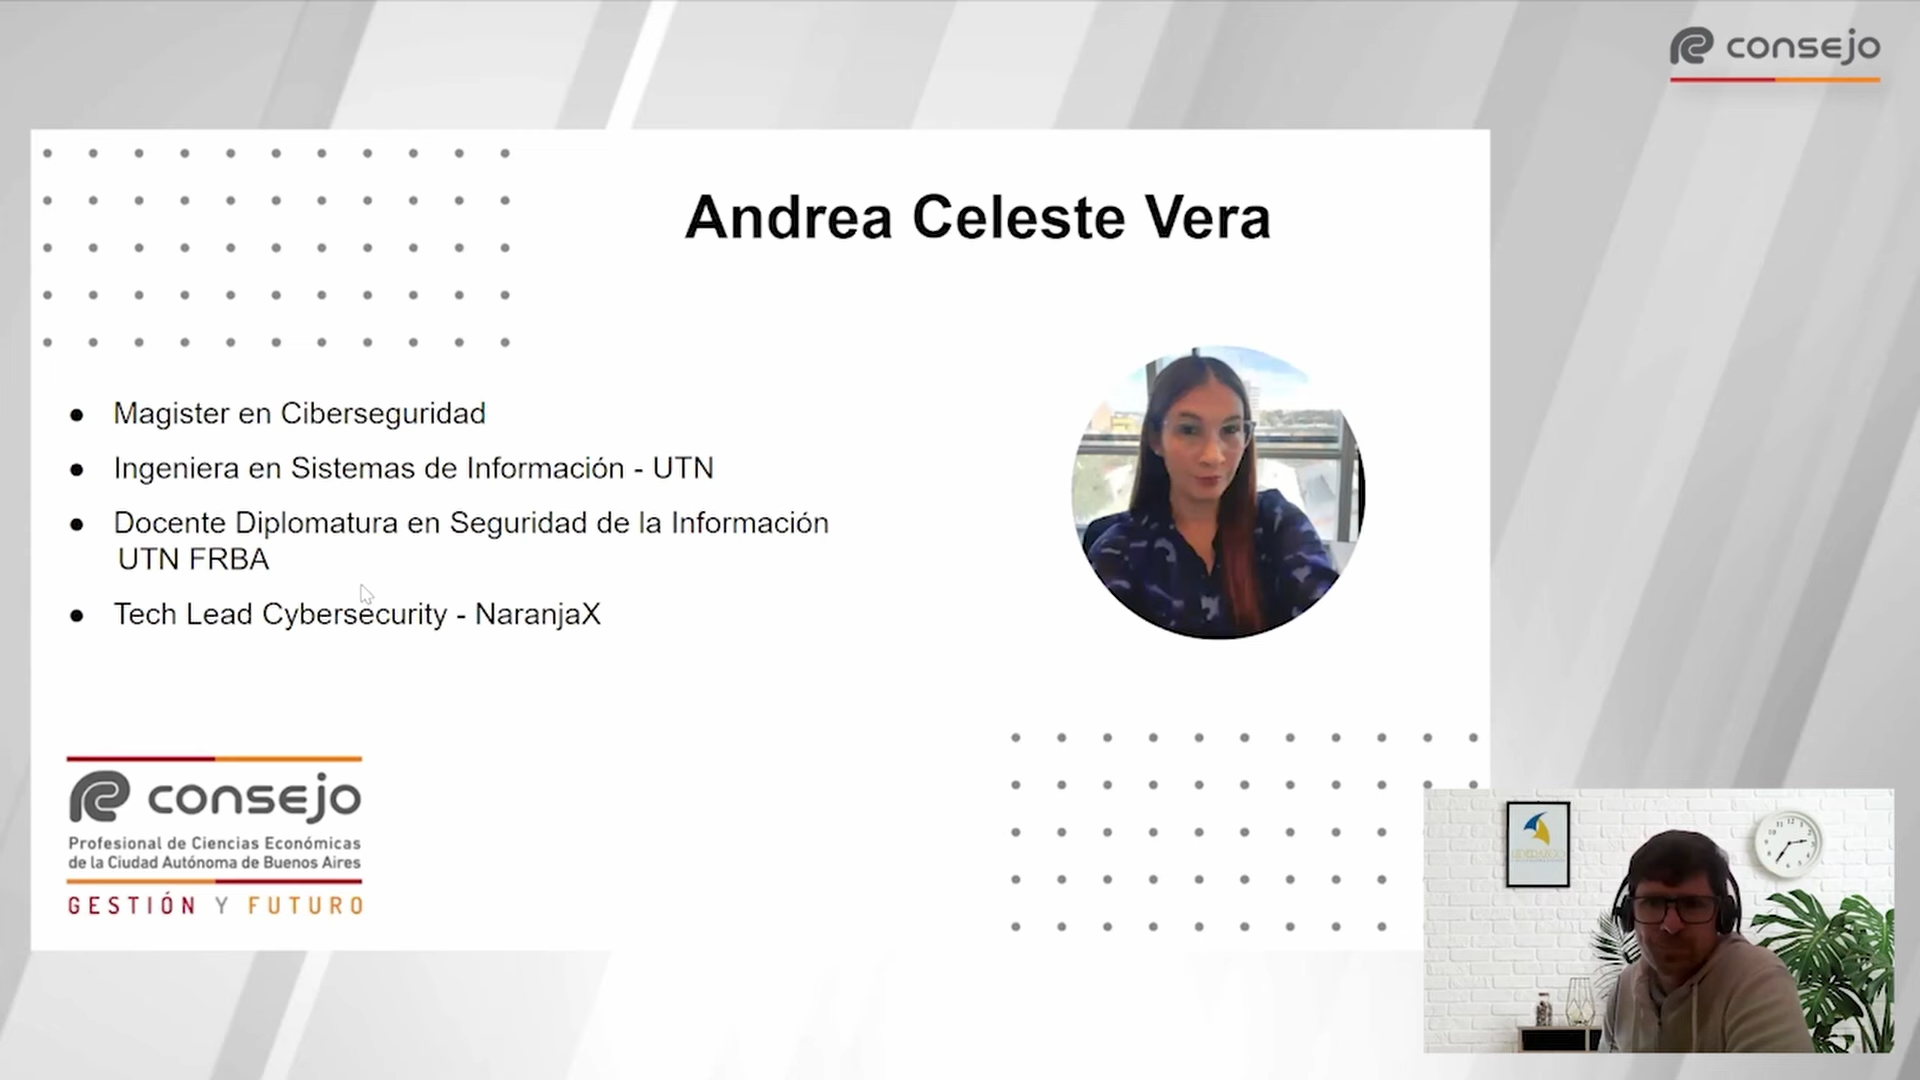 consejo
Andrea Celeste Vera
● Magister en Ciberseguridad
● Ingeniera en Sistemas de Información - UTN
● Docente Diplomatura en Seguridad de la Información
UTN FRBA
● Tech Lead Cybersecurity - NaranjaX
consejo
Profesional de Ciencias Económicas
de la Ciudad Autónoma de Buenos Aires
GESTIÓN Y FUTURO